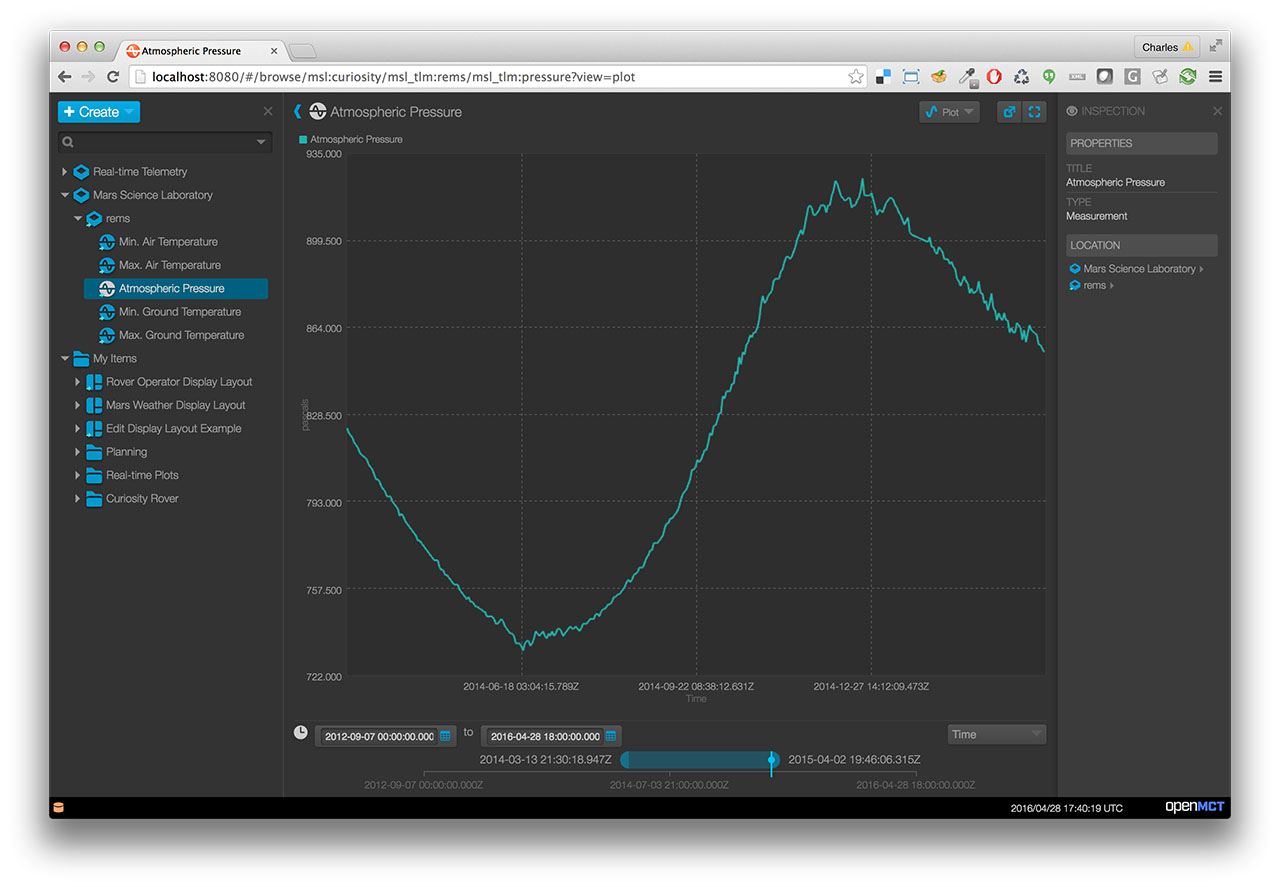 Atmospheric Pressure
Charles
localhost:8080/#/browse/msl:curiosity/msl_tlm:rems/msl_tlm:pressure?view=plot
+ Create
Real-time Telemetry
Mars Science Laboratory
rems
Min. Air Temperature
Max. Air Temperature
Atmospheric Pressure
Min. Ground Temperature
Max. Ground Temperature
My Items
Rover Operator Display Layout
Mars Weather Display Layout
Edit Display Layout Example
Planning
Real-time Plots
Curiosity Rover
Atmospheric Pressure
Plot
Atmospheric Pressure
935.000
899.500
864.000
828.500
793.000
757.500
722.000
pascals
2014-06-18 03:04:15.789Z
2014-09-22 08:38:12.631Z
2014-12-27 14:12:09.473Z
Time
2012-09-07 00:00:00.000
to
2016-04-28 18:00:00.000
Time
2014-03-13 21:30:18.947Z
2015-04-02 19:46:06.315Z
2012-09-07 00:00:00.000Z
2014-07-03 21:00:00.000Z
2016-04-28 18:00:00.000Z
INSPECTION
PROPERTIES
TITLE
Atmospheric Pressure
TYPE
Measurement
LOCATION
Mars Science Laboratory
rems
2016/04/28 17:40:19 UTC
openMCT